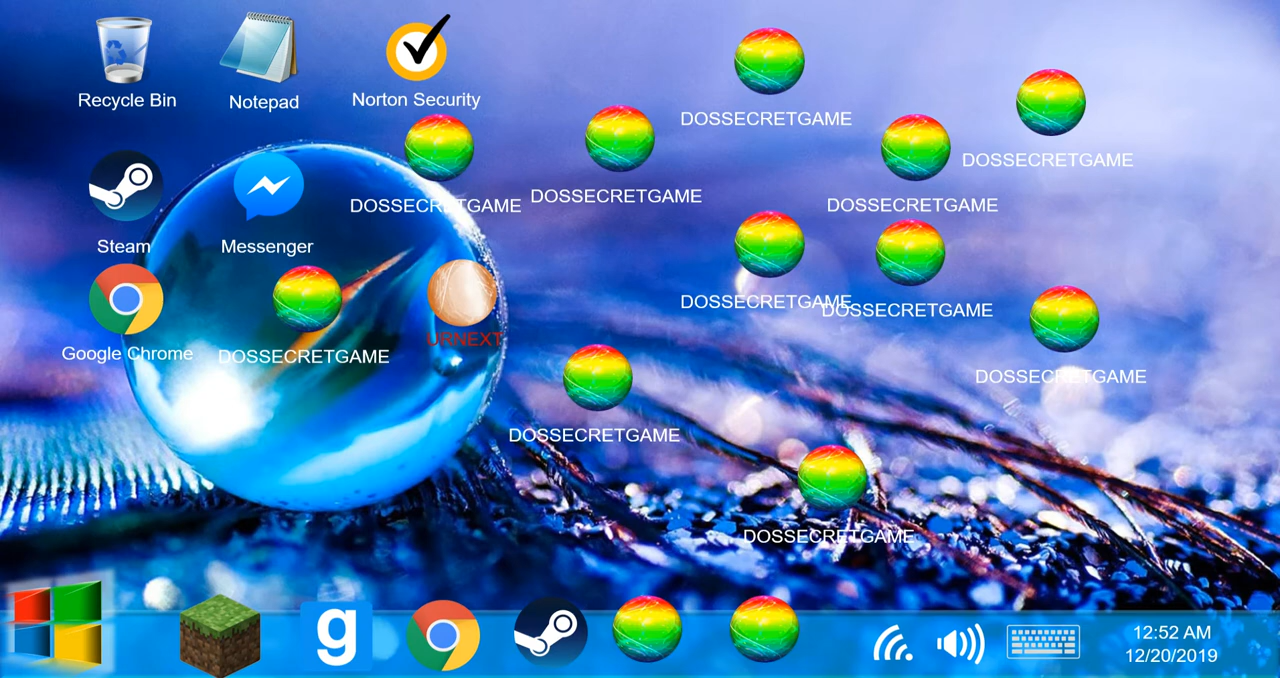 Recycle Bin
Notepad
Norton Security
DOSSECRETGAME
DOSSECRETGAME
DOSSECRETGAME
DOSSECRETGAME
DOSSECRETGAME
Steam
Messenger
DOSSECRETGAME
DOSSECRETGAME
Google Chrome
DOSSECRETGAME
URNEXT
DOSSECRETGAME
DOSSECRETGAME
DOSSECRETGAME
g
12:52 AM
12/20/2019